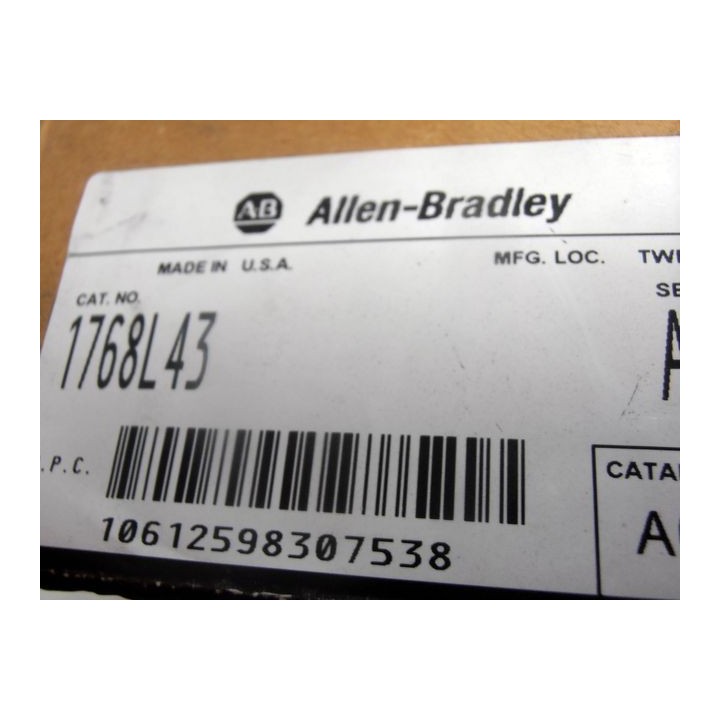 AB Allen-Bradley
MADE IN U.S.A.
MFG. LOC.
CAT. NO.
1768L43
.P.C.
10612598307538